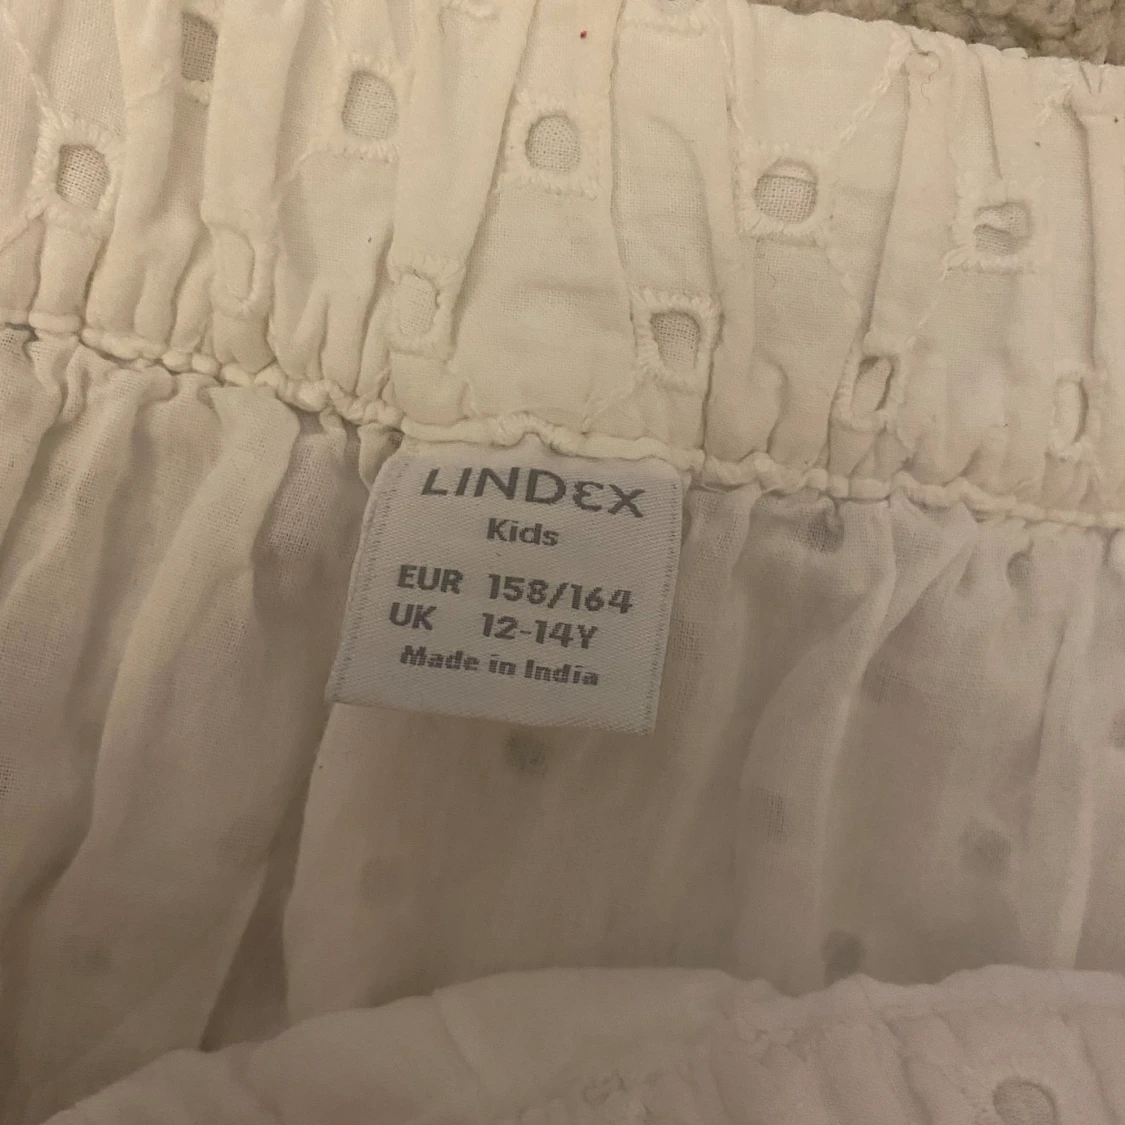 LINDEX
Kids
EUR 158/164
UK 12-14Y
Made in India